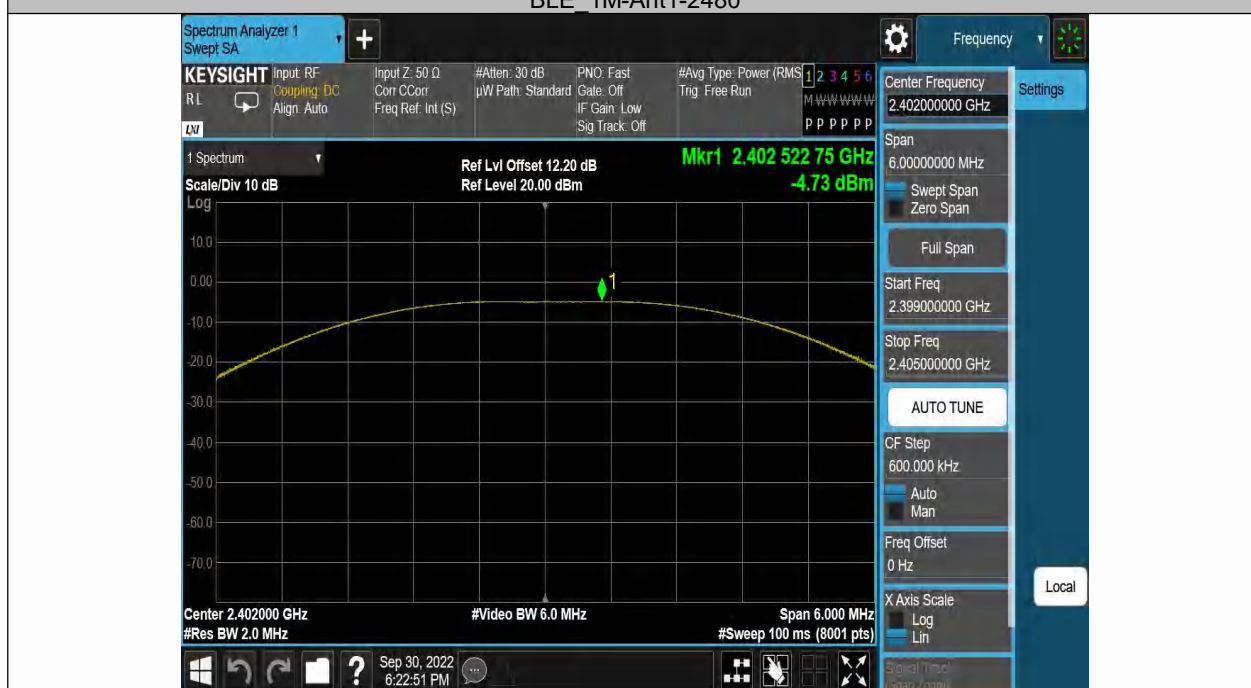 BLE_1M-Ant1-2480
Spectrum Analyzer 1
Swept SA
+
Frequency
KEYSIGHT
RL
LXI
Input: RF
Coupling: DC
Align: Auto
Input Z: 50 Ω
Corr CCorr
Freq Ref: Int (S)
#Atten: 30 dB
µW Path: Standard
PNO: Fast
Gate: Off
IF Gain: Low
Sig Track: Off
#Avg Type: Power (RMS
Trig: Free Run
1 2 3 4 5 6
M W W W W W
P P P P P P
Center Frequency
2.402000000 GHz
Settings
1 Spectrum
Scale/Div 10 dB
Log
Ref Lvl Offset 12.20 dB
Ref Level 20.00 dBm
Mkr1 2.402 522 75 GHz
-4.73 dBm
Span
6.00000000 MHz
Swept Span
Zero Span
Full Span
10.0
0.00
-10.0
-20.0
-30.0
-40.0
-50.0
-60.0
-70.0
1
Start Freq
2.399000000 GHz
Stop Freq
2.405000000 GHz
AUTO TUNE
CF Step
600.000 kHz
Auto
Man
Freq Offset
0 Hz
X Axis Scale
Log
Lin
Local
Center 2.402000 GHz
#Res BW 2.0 MHz
#Video BW 6.0 MHz
Span 6.000 MHz
#Sweep 100 ms (8001 pts)
?
Sep 30, 2022
6:22:51 PM
Signal Track
(Span Zoom)